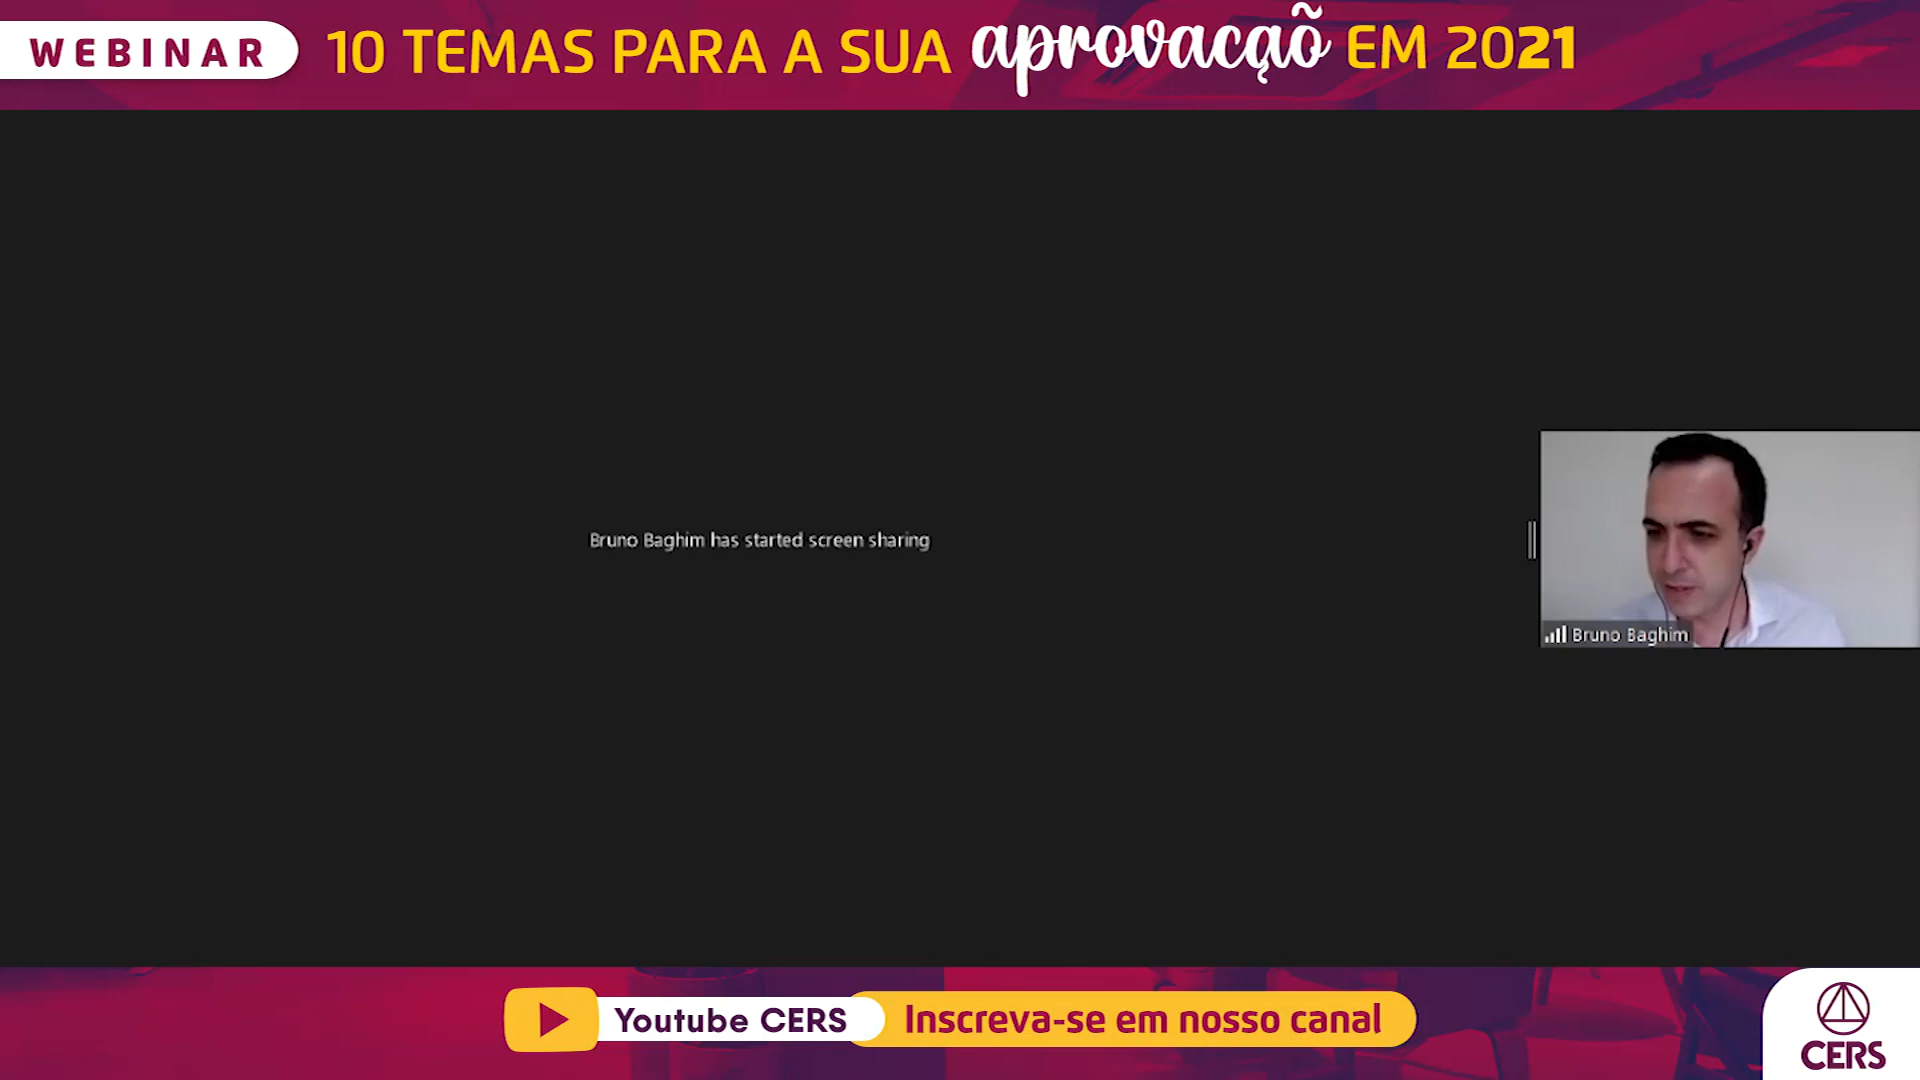 WEBINAR
10 TEMAS PARA A SUA aprovação EM 2021
Bruno Baghim has started screen sharing
Bruno Baghim
Youtube CERS
Inscreva-se em nosso canal
CERS